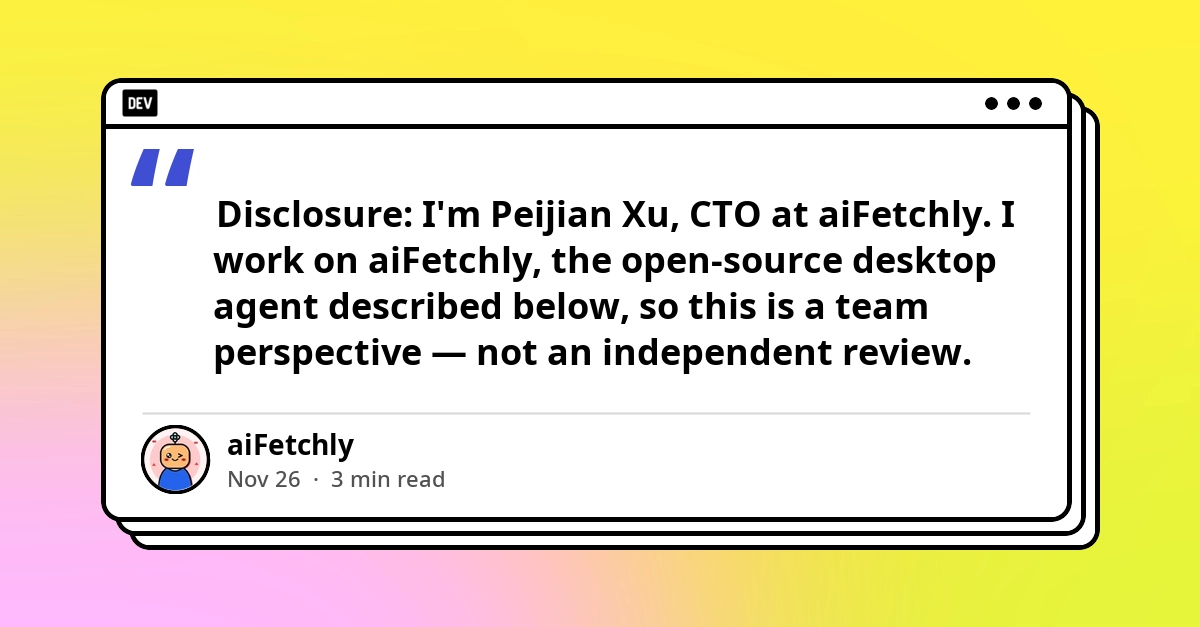 DEV
Disclosure: I'm Peijian Xu, CTO at aiFetchly. I
work on aiFetchly, the open-source desktop
agent described below, so this is a team
perspective — not an independent review.
aiFetchly
Nov 26 · 3 min read